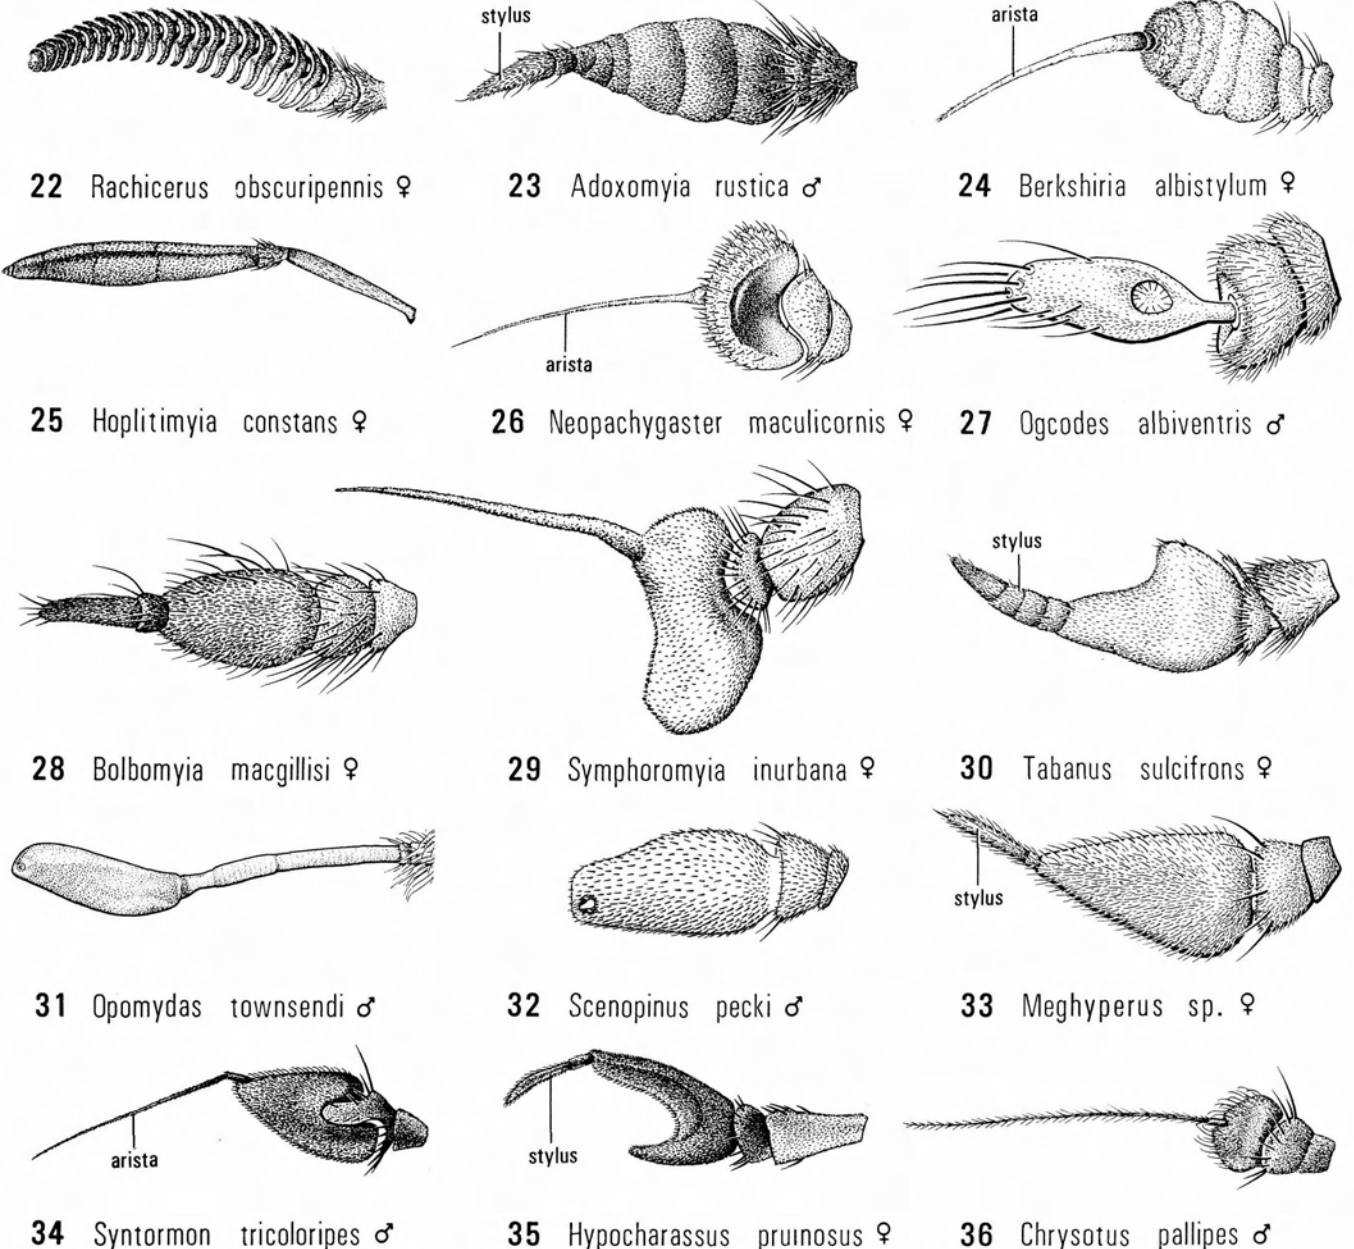 stylus
arista
22 Rachicerus obscuripennis ♀
23 Adoxomyia rustica ♂
24 Berkshiria albistylum ♀
arista
25 Hoplitimyia constans ♀
26 Neopachygaster maculicornis ♀
27 Ogcodes albiventris ♂
stylus
28 Bolbomyia macgillisi ♀
29 Symphoromyia inurbana ♀
30 Tabanus sulcifrons ♀
stylus
31 Opomydas townsendi ♂
32 Scenopinus pecki ♂
33 Meghyperus sp. ♀
arista
stylus
34 Syntormon tricoloripes ♂
35 Hypocharassus pruinosus ♀
36 Chrysotus pallipes ♂